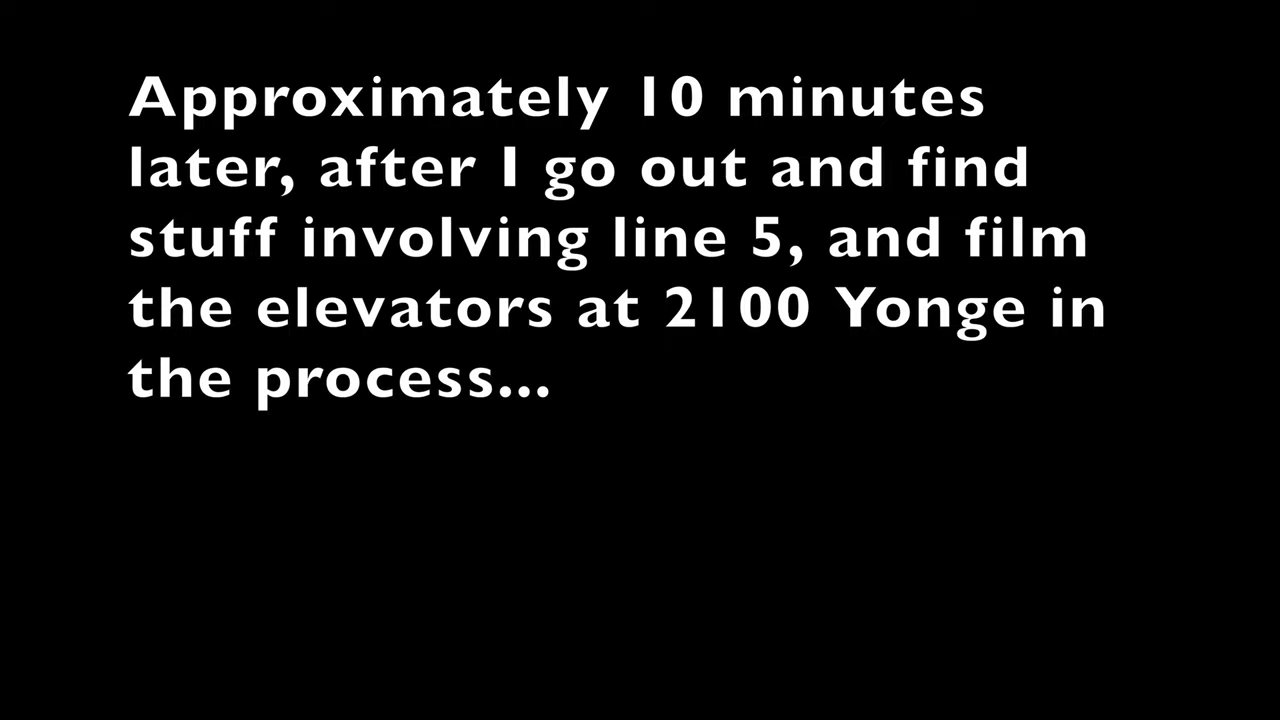 Approximately 10 minutes
later, after I go out and find
stuff involving line 5, and film
the elevators at 2100 Yonge in
the process...